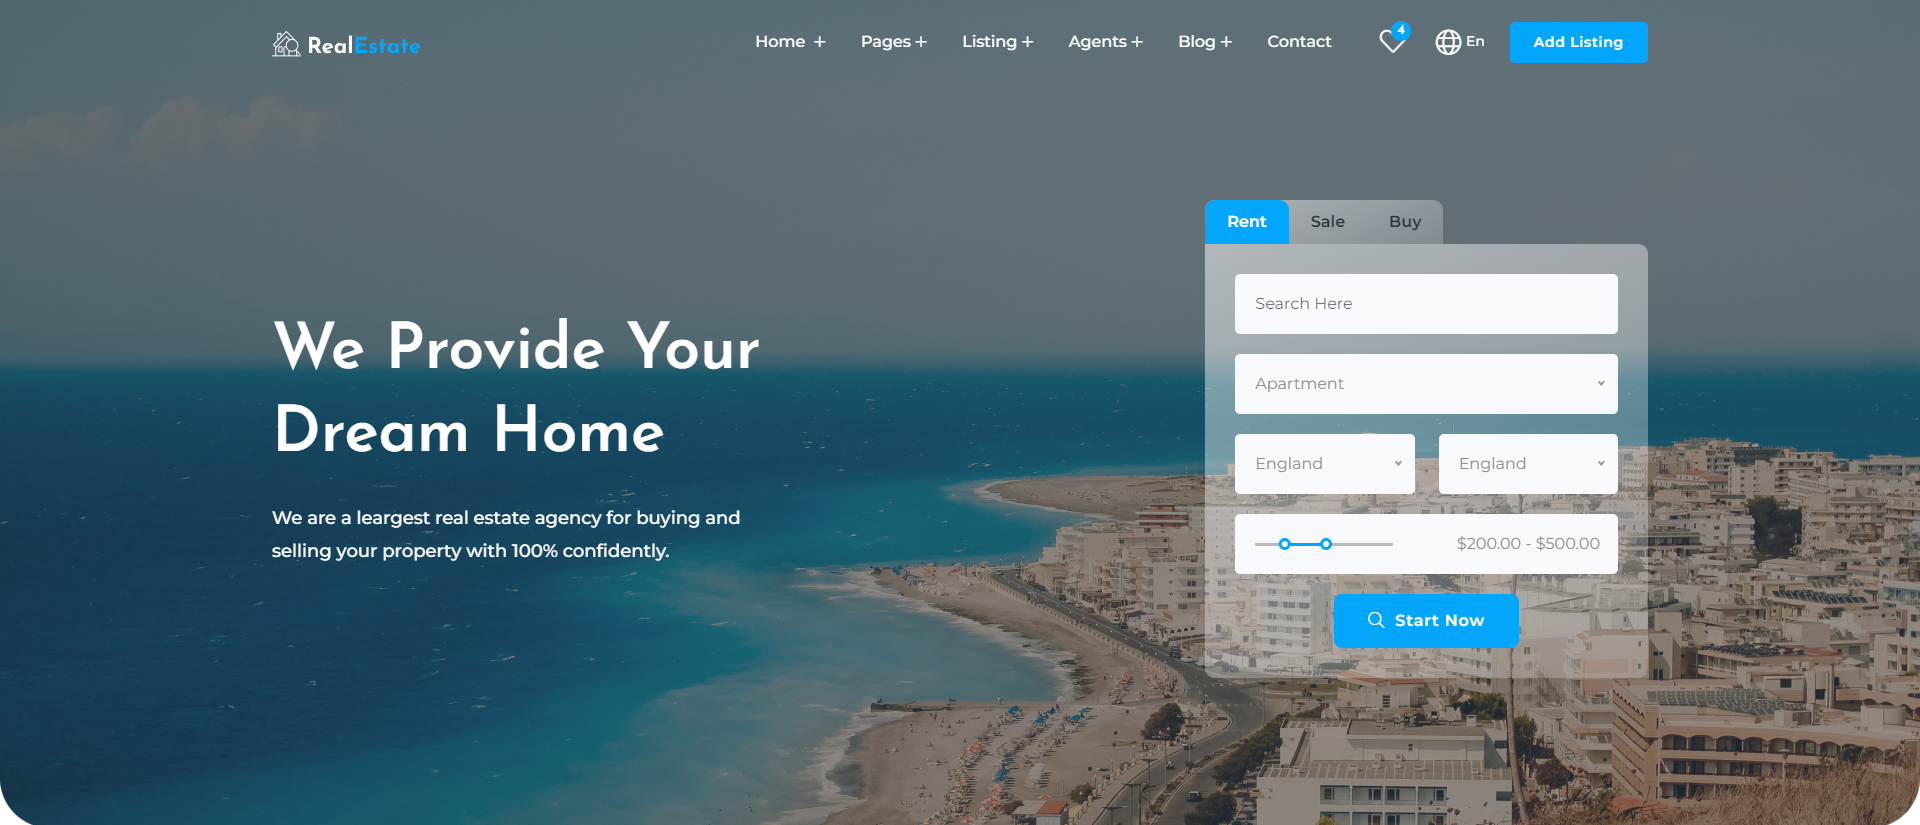 RealEstate
Home + Pages + Listing + Agents + Blog + Contact 4 En Add Listing
Rent Sale Buy
Search Here
Apartment
England England
$200.00 - $500.00
Start Now
We Provide Your
Dream Home
We are a leargest real estate agency for buying and
selling your property with 100% confidently.